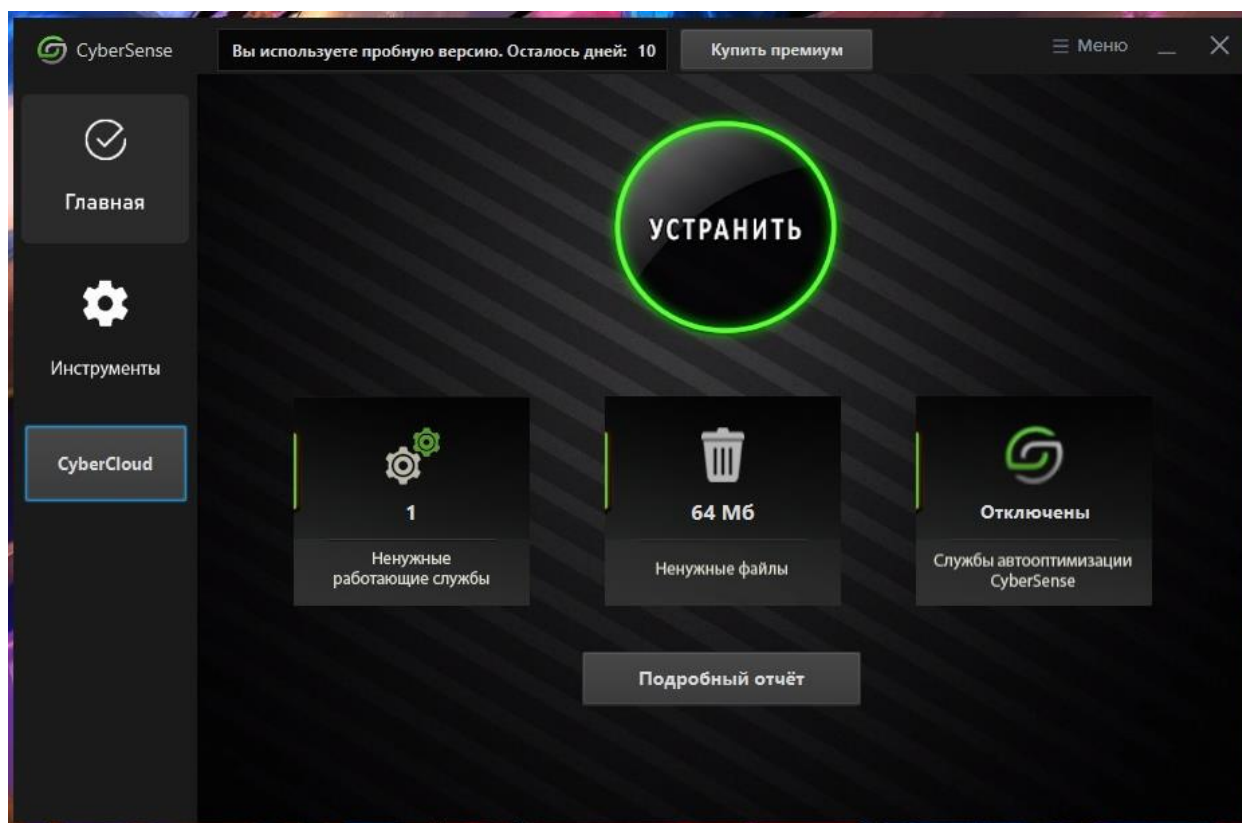 CyberSense
Вы используете пробную версию. Осталось дней: 10
Купить премиум
Меню
Главная
Инструменты
CyberCloud
УСТРАНИТЬ
1
Ненужные
работающие службы
64 Мб
Ненужные файлы
Отключены
Службы автооптимизации
CyberSense
Подробный отчёт